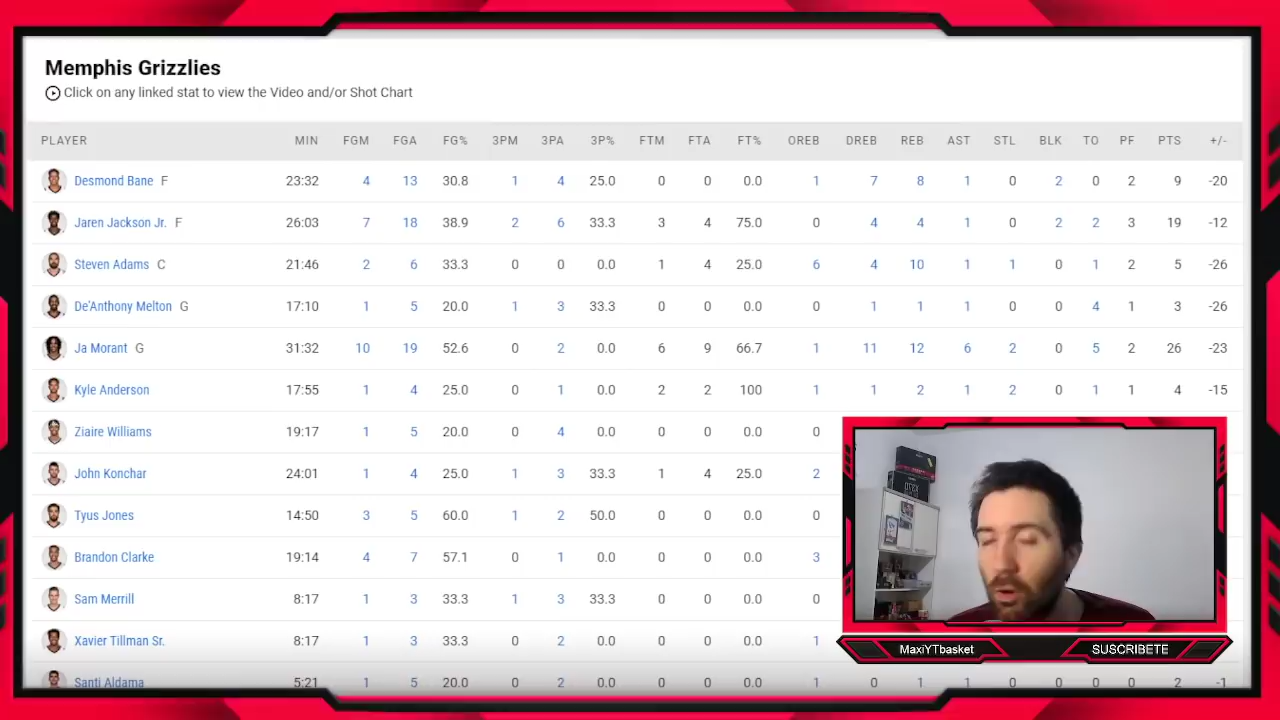 Memphis Grizzlies
Click on any linked stat to view the Video and/or Shot Chart
PLAYER MIN FGM FGA FG% 3PM 3PA 3P% FTM FTA FT% OREB DREB REB AST STL BLK TO PF PTS +/-
Desmond Bane F 23:32 4 13 30.8 1 4 25.0 0 0 0.0 1 7 8 1 0 2 0 2 9 -20
Jaren Jackson Jr. F 26:03 7 18 38.9 2 6 33.3 3 4 75.0 0 4 4 1 0 2 2 3 19 -12
Steven Adams C 21:46 2 6 33.3 0 0 0.0 1 4 25.0 6 4 10 1 1 0 1 2 5 -26
De'Anthony Melton G 17:10 1 5 20.0 1 3 33.3 0 0 0.0 0 1 1 1 0 0 4 1 3 -26
Ja Morant G 31:32 10 19 52.6 0 2 0.0 6 9 66.7 1 11 12 6 2 0 5 2 26 -23
Kyle Anderson 17:55 1 4 25.0 0 1 0.0 2 2 100 1 1 2 1 2 0 1 1 4 -15
Ziaire Williams 19:17 1 5 20.0 0 4 0.0 0 0 0.0 0
John Konchar 24:01 1 4 25.0 1 3 33.3 1 4 25.0 2
Tyus Jones 14:50 3 5 60.0 1 2 50.0 0 0 0.0 0
Brandon Clarke 19:14 4 7 57.1 0 1 0.0 0 0 0.0 3
Sam Merrill 8:17 1 3 33.3 1 3 33.3 0 0 0.0 0
Xavier Tillman Sr. 8:17 1 3 33.3 0 2 0.0 0 0 0.0 1
Santi Aldama 5:21 1 5 20.0 0 2 0.0 0 0 0.0 1 0 1 1 0 0 0 0 2 -1
MaxiYTbasket
SUSCRIBETE